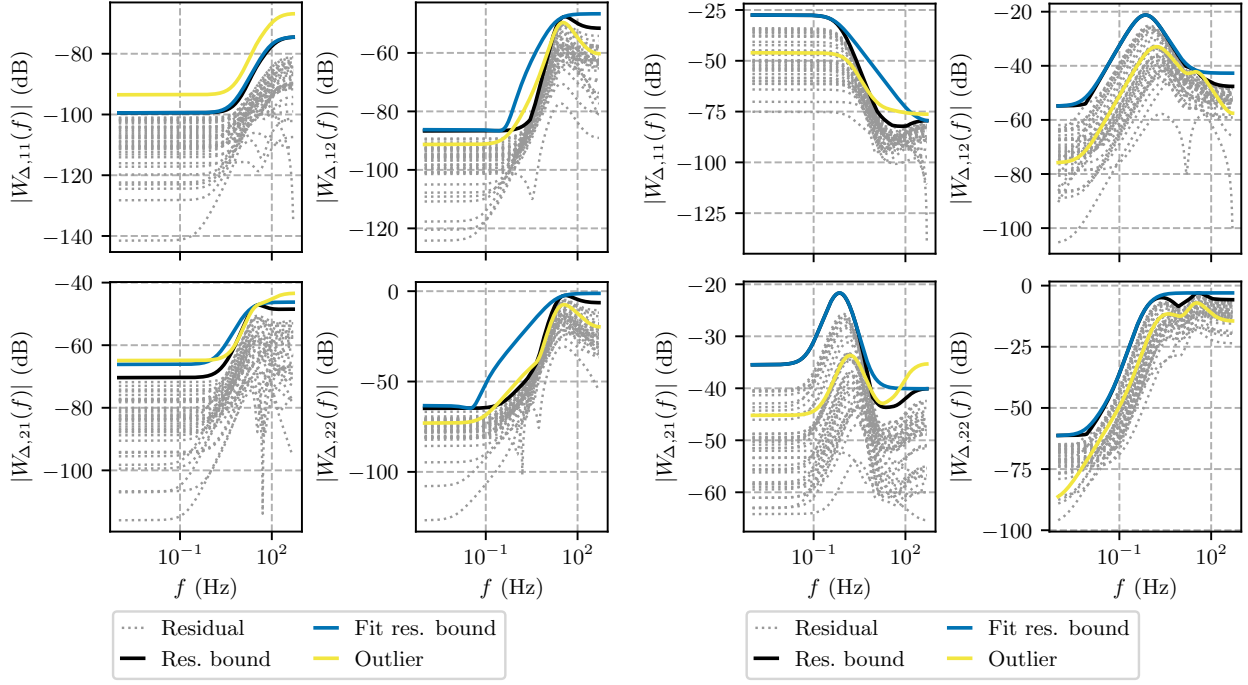 |W_{Δ,11}(f)| (dB)
−80
−100
−120
−140
|W_{Δ,12}(f)| (dB)
−60
−80
−100
−120
|W_{Δ,11}(f)| (dB)
−25
−50
−75
−100
−125
|W_{Δ,12}(f)| (dB)
−20
−40
−60
−80
−100
|W_{Δ,21}(f)| (dB)
−40
−60
−80
−100
10^{−1} 10^{2}
f (Hz)
|W_{Δ,22}(f)| (dB)
0
−50
−100
10^{−1} 10^{2}
f (Hz)
|W_{Δ,21}(f)| (dB)
−20
−30
−40
−50
−60
10^{−1} 10^{2}
f (Hz)
|W_{Δ,22}(f)| (dB)
0
−25
−50
−75
−100
10^{−1} 10^{2}
f (Hz)
Residual Fit res. bound
Res. bound Outlier
Residual Fit res. bound
Res. bound Outlier